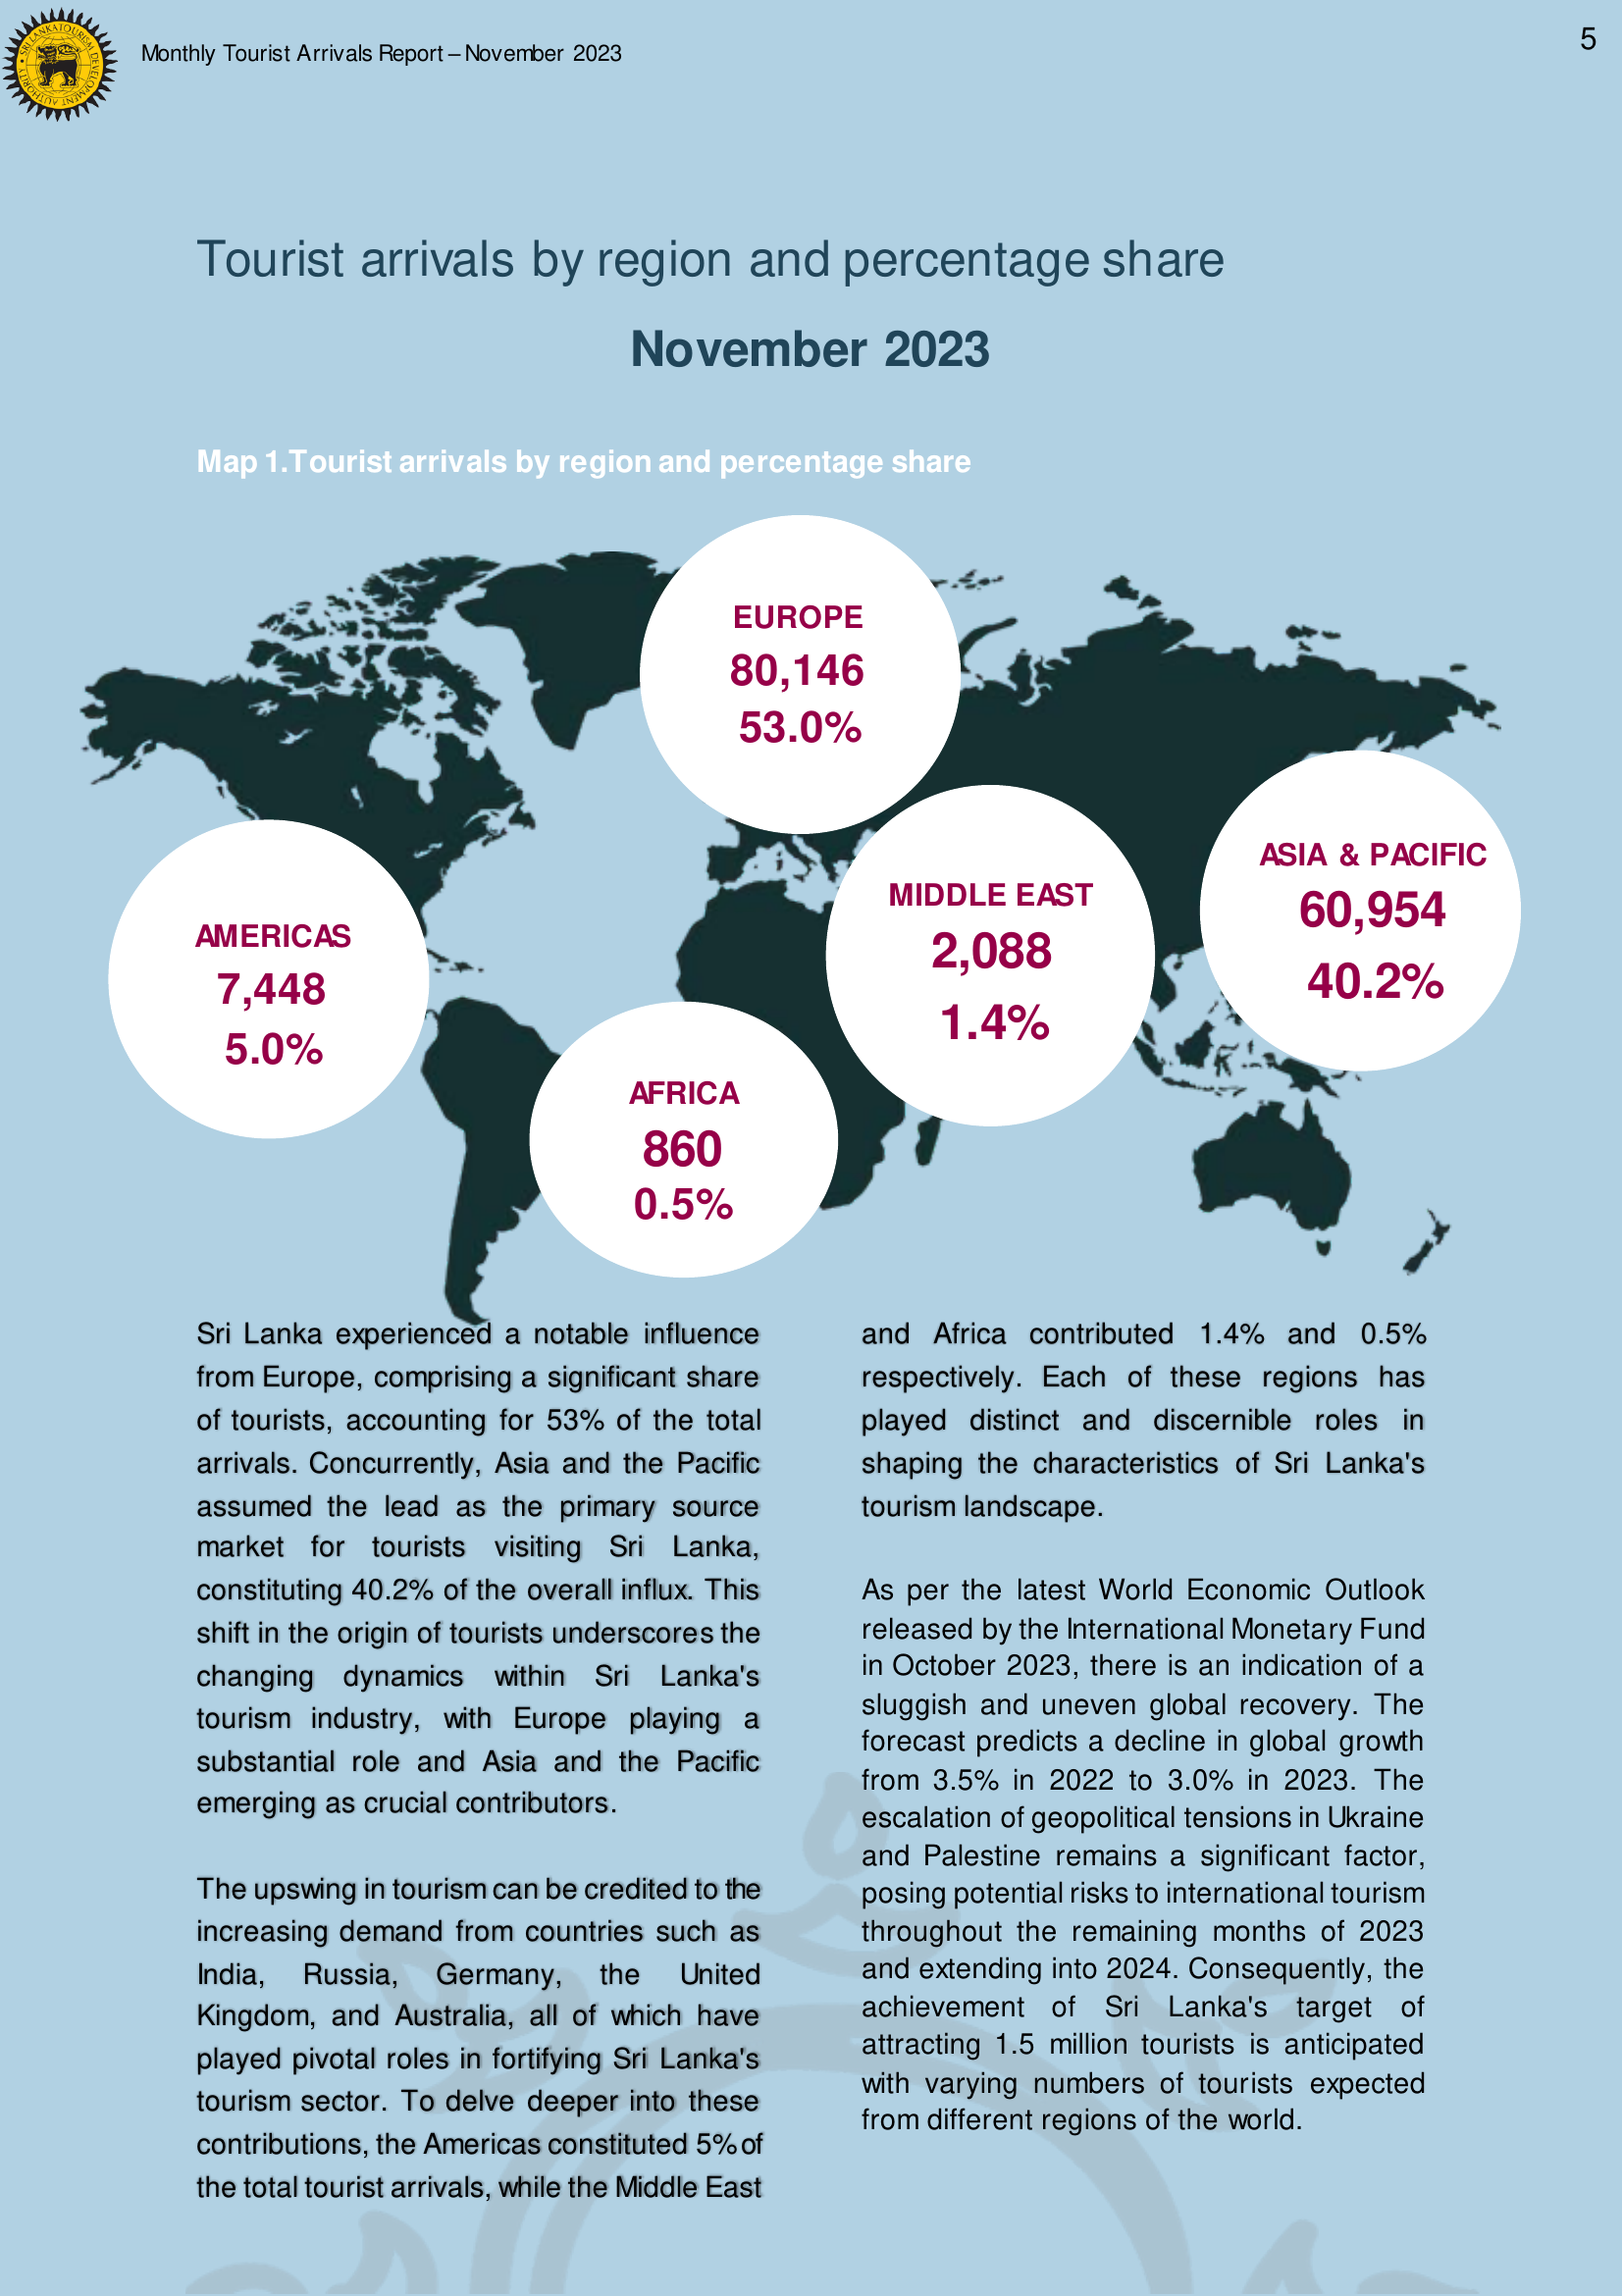 SRI LANKA TOURISM DEVELOPMENT AUTHORITY
Monthly Tourist Arrivals Report – November 2023
5
Tourist arrivals by region and percentage share
November 2023
Map 1.Tourist arrivals by region and percentage share
EUROPE
80,146
53.0%
ASIA & PACIFIC
60,954
40.2%
MIDDLE EAST
2,088
1.4%
AMERICAS
7,448
5.0%
AFRICA
860
0.5%
Sri Lanka experienced a notable influence
from Europe, comprising a significant share
of tourists, accounting for 53% of the total
arrivals. Concurrently, Asia and the Pacific
assumed the lead as the primary source
market for tourists visiting Sri Lanka,
constituting 40.2% of the overall influx. This
shift in the origin of tourists underscores the
changing dynamics within Sri Lanka's
tourism industry, with Europe playing a
substantial role and Asia and the Pacific
emerging as crucial contributors.
The upswing in tourism can be credited to the
increasing demand from countries such as
India, Russia, Germany, the United
Kingdom, and Australia, all of which have
played pivotal roles in fortifying Sri Lanka's
tourism sector. To delve deeper into these
contributions, the Americas constituted 5% of
the total tourist arrivals, while the Middle East
and Africa contributed 1.4% and 0.5%
respectively. Each of these regions has
played distinct and discernible roles in
shaping the characteristics of Sri Lanka's
tourism landscape.
As per the latest World Economic Outlook
released by the International Monetary Fund
in October 2023, there is an indication of a
sluggish and uneven global recovery. The
forecast predicts a decline in global growth
from 3.5% in 2022 to 3.0% in 2023. The
escalation of geopolitical tensions in Ukraine
and Palestine remains a significant factor,
posing potential risks to international tourism
throughout the remaining months of 2023
and extending into 2024. Consequently, the
achievement of Sri Lanka's target of
attracting 1.5 million tourists is anticipated
with varying numbers of tourists expected
from different regions of the world.